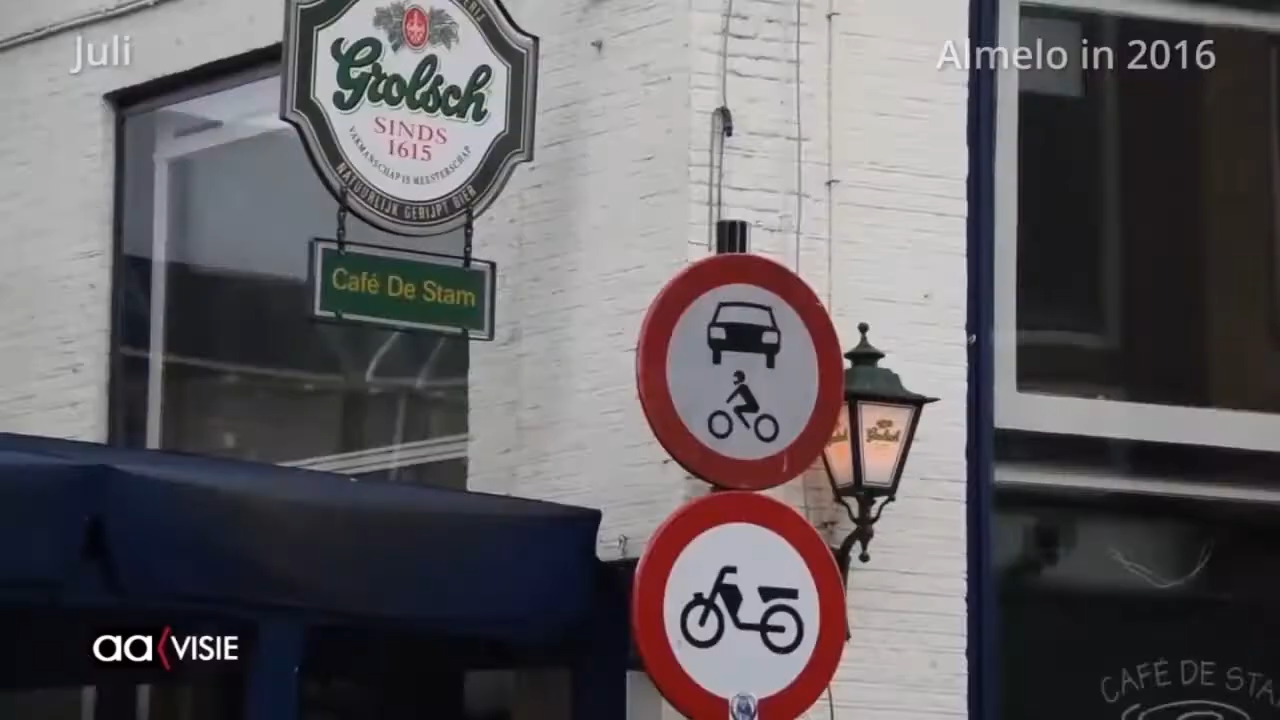 Juli
Almelo in 2016
Grolsch
SINDS
1615
VAKMANSCHAP IS MEESTERSCHAP
NATUURLIJK GERIJPT BIER
Café De Stam
Grolsch
aa VISIE
CAFÉ DE STA